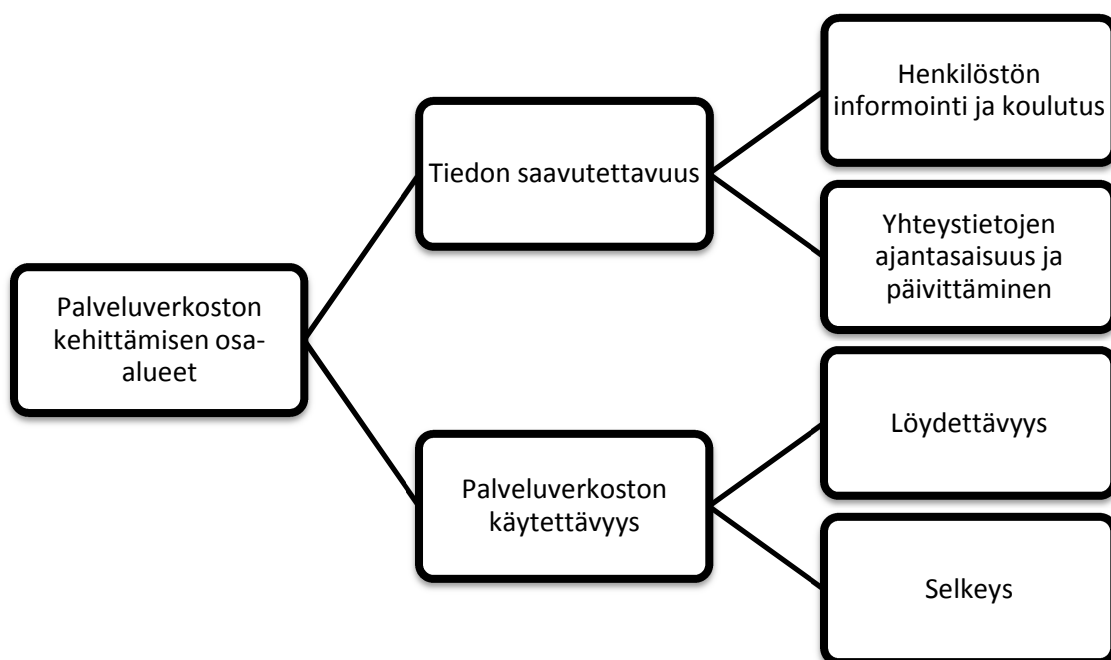 Palveluverkoston
kehittämisen osa-
alueet
Tiedon saavutettavuus
Henkilöstön
informointi ja koulutus
Yhteystietojen
ajantasaisuus ja
päivittäminen
Palveluverkoston
käytettävyys
Löydettävyys
Selkeys